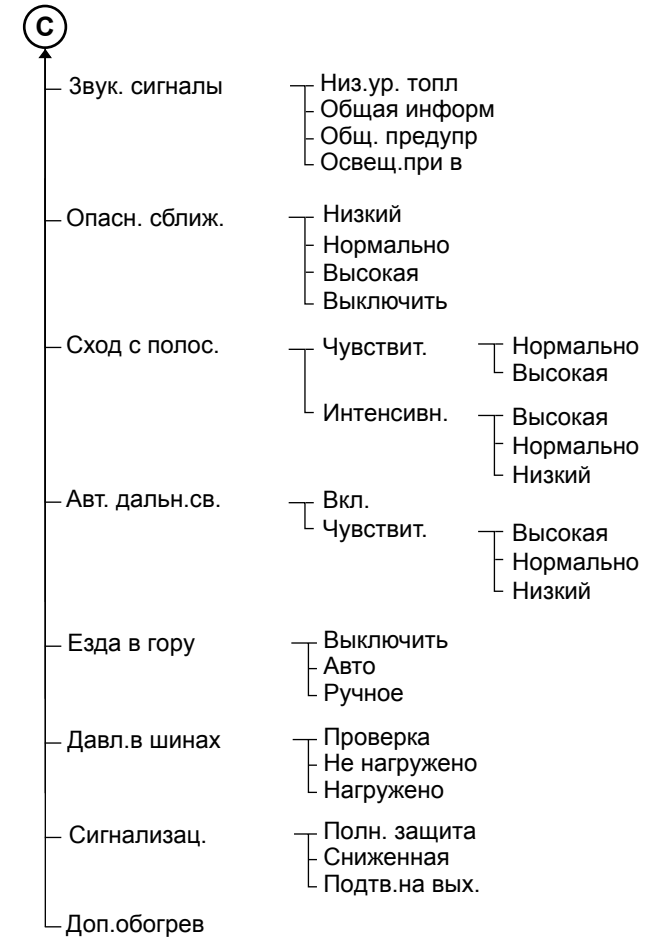 C
Звук. сигналы
Низ.ур. топл
Общая информ
Общ. предупр
Освещ.при в
Опасн. сближ.
Низкий
Нормально
Высокая
Выключить
Сход с полос.
Чувствит.
Нормально
Высокая
Интенсивн.
Высокая
Нормально
Низкий
Авт. дальн.св.
Вкл.
Чувствит.
Высокая
Нормально
Низкий
Езда в гору
Выключить
Авто
Ручное
Давл.в шинах
Проверка
Не нагружено
Нагружено
Сигнализац.
Полн. защита
Сниженная
Подтв.на вых.
Доп.обогрев